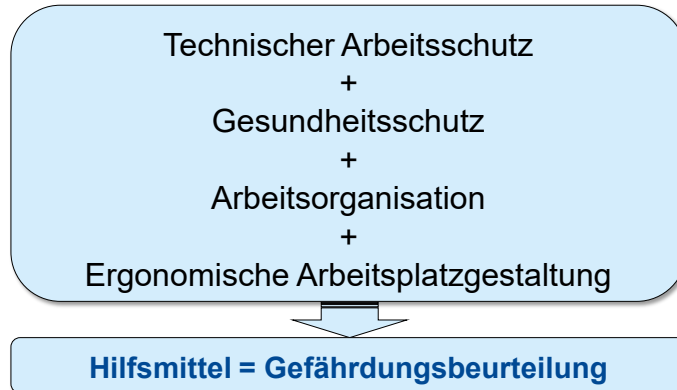 Technischer Arbeitsschutz
+
Gesundheitsschutz
+
Arbeitsorganisation
+
Ergonomische Arbeitsplatzgestaltung
Hilfsmittel = Gefährdungsbeurteilung